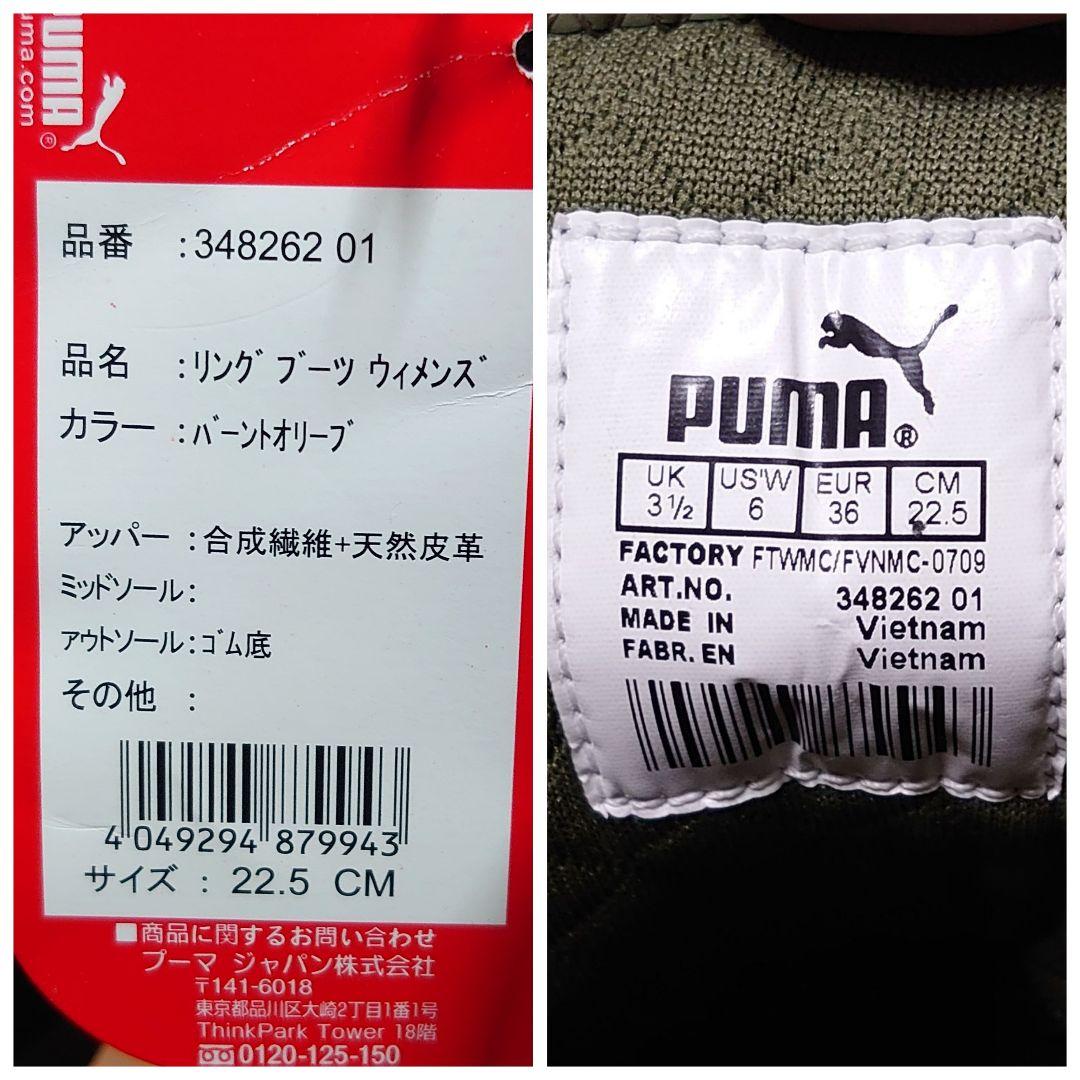 PUMA®
puma.com
品番 :348262 01
品名 :リング ブーツ ウィメンズ
カラー :バーントオリーブ
アッパー :合成繊維+天然皮革
ミッドソール:
アウトソール:ゴム底
その他 :
4 049294 879943
サイズ : 22.5 CM
■商品に関するお問い合わせ
プーマ ジャパン株式会社
〒141-6018
東京都品川区大崎2丁目1番1号
ThinkPark Tower 18階
0120-125-150
PUMA®
UK US'W EUR CM
3½ 6 36 22.5
FACTORY FTWMC/FVNMC-0709
ART.NO. 348262 01
MADE IN Vietnam
FABR. EN Vietnam